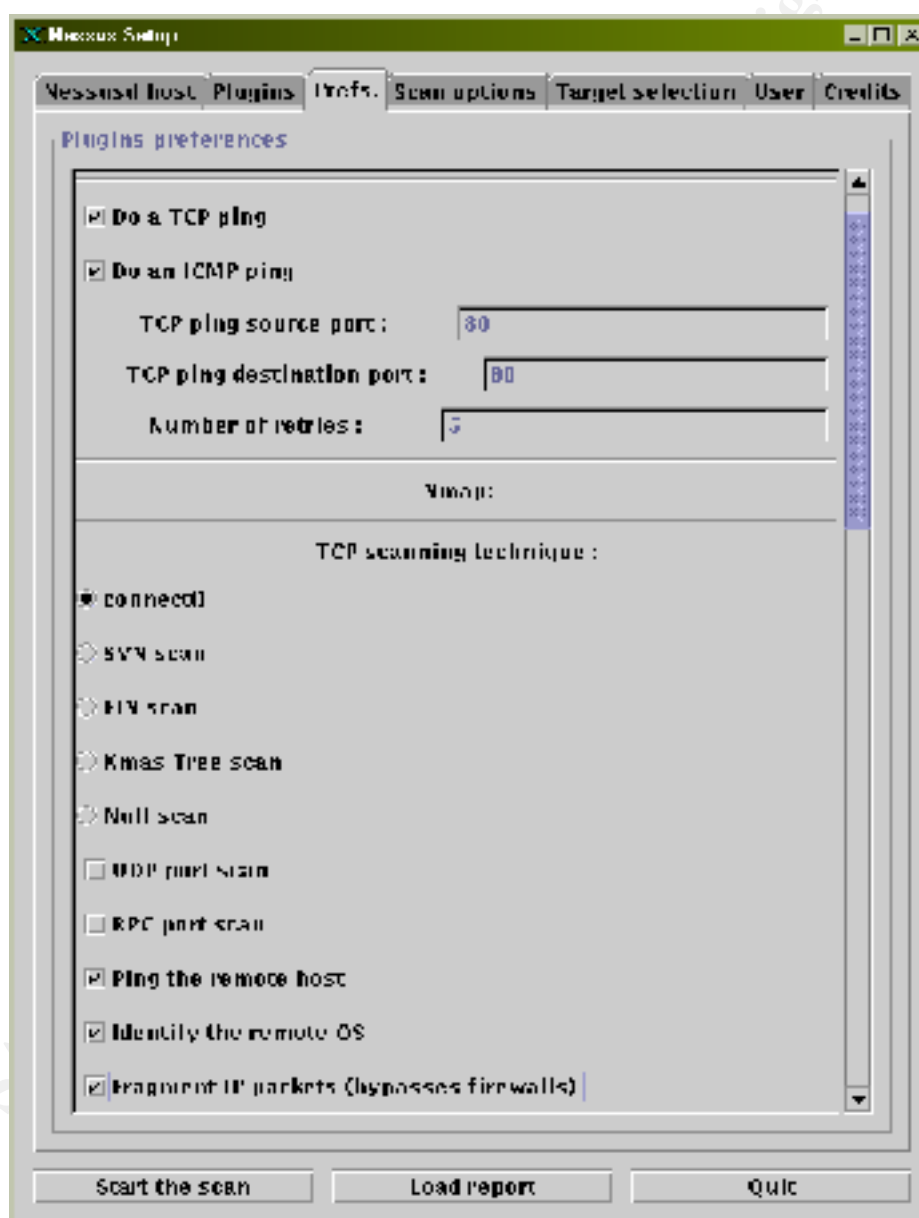 Nessus Setup
Nessusd host Plugins Prefs. Scan options Target selection User Credits
Plugins preferences
Do a TCP ping
Do an ICMP ping
TCP ping source port : 80
TCP ping destination port : 80
Number of retries : 5
Nmap:
TCP scanning technique :
connect()
SYN scan
FIN scan
Xmas Tree scan
Null scan
UDP port scan
RPC port scan
Ping the remote host
Identify the remote OS
Fragment IP packets (bypasses firewalls)
Start the scan Load report Quit